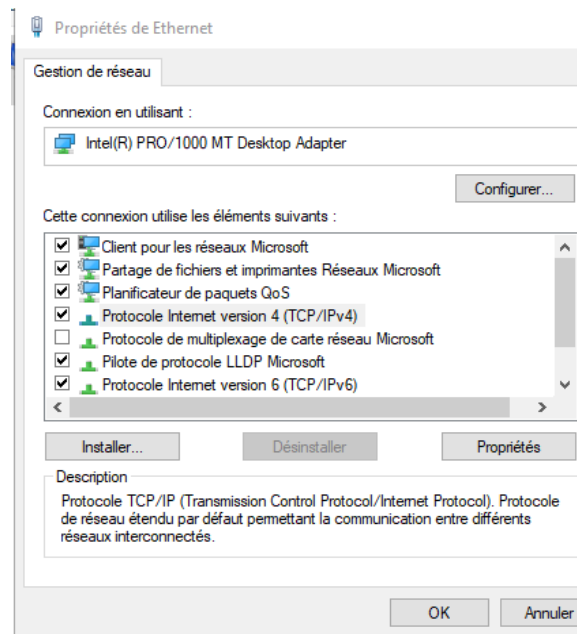 Propriétés de Ethernet
Gestion de réseau
Connexion en utilisant :
Intel(R) PRO/1000 MT Desktop Adapter
Configurer...
Cette connexion utilise les éléments suivants :
Client pour les réseaux Microsoft
Partage de fichiers et imprimantes Réseaux Microsoft
Planificateur de paquets QoS
Protocole Internet version 4 (TCP/IPv4)
Protocole de multiplexage de carte réseau Microsoft
Pilote de protocole LLDP Microsoft
Protocole Internet version 6 (TCP/IPv6)
Installer...
Désinstaller
Propriétés
Description
Protocole TCP/IP (Transmission Control Protocol/Internet Protocol). Protocole
de réseau étendu par défaut permettant la communication entre différents
réseaux interconnectés.
OK
Annuler